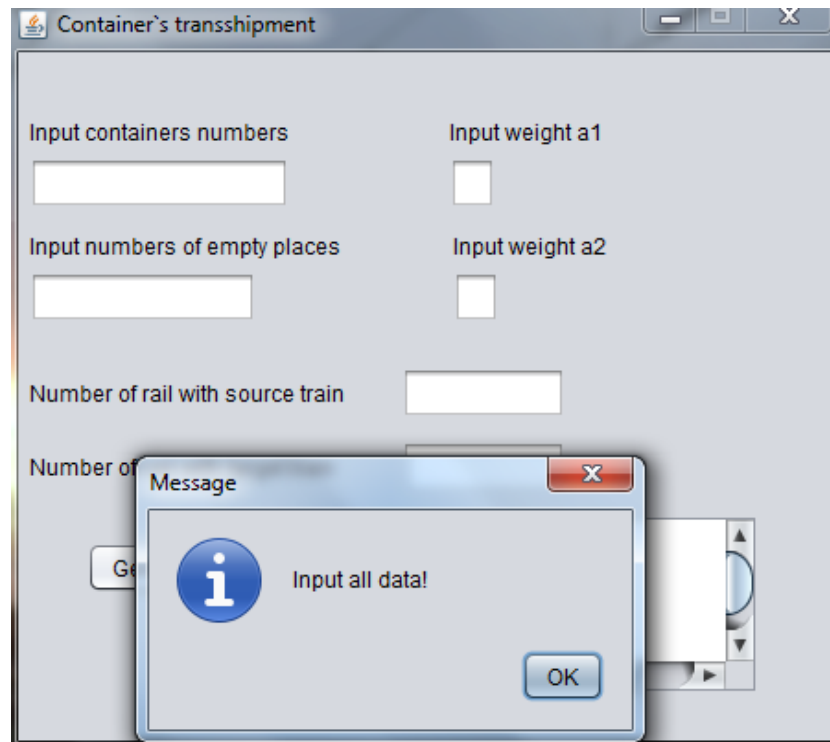 Container`s transshipment
Input containers numbers
Input weight a1
Input numbers of empty places
Input weight a2
Number of rail with source train
Number of
Message
Ge
Input all data!
OK